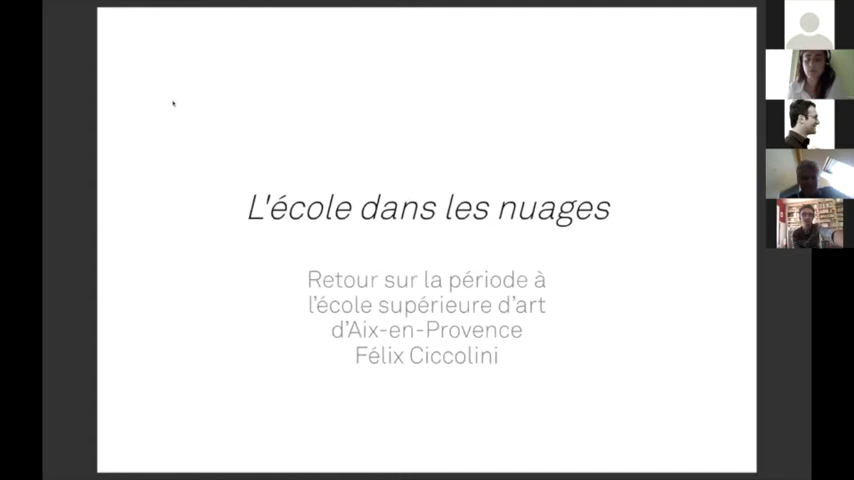 L'école dans les nuages
Retour sur la période à
l'école supérieure d'art
d'Aix-en-Provence
Félix Ciccolini